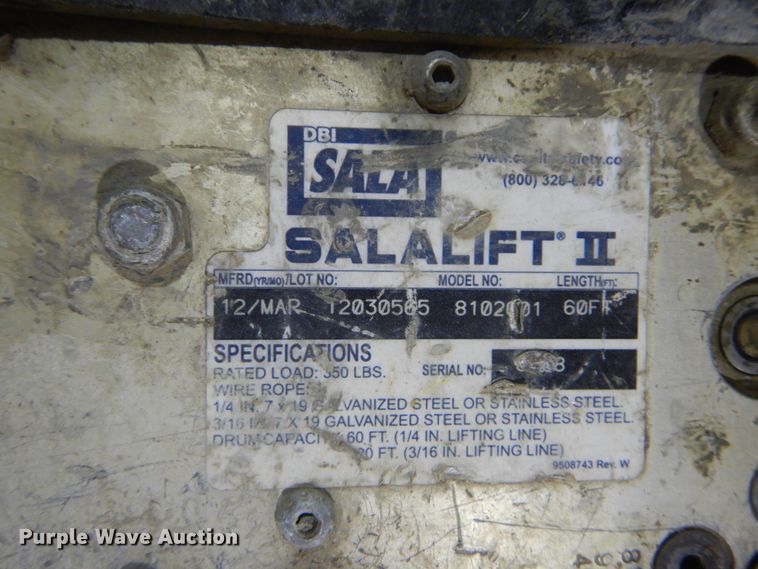 DBI
SALA
(800)
SALALIFT® II
MFRD(YR/MO)/LOT NO: MODEL NO: LENGTH(FT):
12/MAR 12030565 60FT
SPECIFICATIONS
RATED LOAD: 350 LBS. SERIAL NO:
WIRE ROPE:
1/4 IN. 7 x 19 GALVANIZED STEEL OR STAINLESS STEEL.
3/16 IN. 7 X 19 GALVANIZED STEEL OR STAINLESS STEEL.
DRUM CAPACITY: 60 FT. (1/4 IN. LIFTING LINE)
FT. (3/16 IN. LIFTING LINE)
9508743 Rev. W
Purple Wave Auction